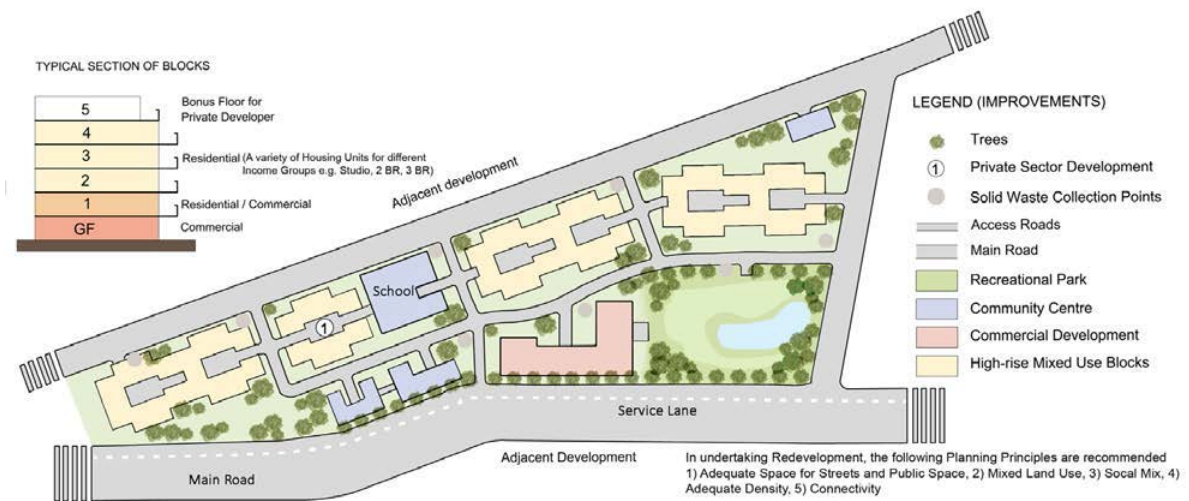 TYPICAL SECTION OF BLOCKS
5
Bonus Floor for
Private Developer
4
3
Residential (A variety of Housing Units for different
Income Groups e.g. Studio, 2 BR, 3 BR)
2
1
Residential / Commercial
GF
Commercial
Adjacent development
School
1
Service Lane
Main Road
Adjacent Development
LEGEND (IMPROVEMENTS)
Trees
1 Private Sector Development
Solid Waste Collection Points
Access Roads
Main Road
Recreational Park
Community Centre
Commercial Development
High-rise Mixed Use Blocks
In undertaking Redevelopment, the following Planning Principles are recommended
1) Adequate Space for Streets and Public Space, 2) Mixed Land Use, 3) Socal Mix, 4)
Adequate Density, 5) Connectivity